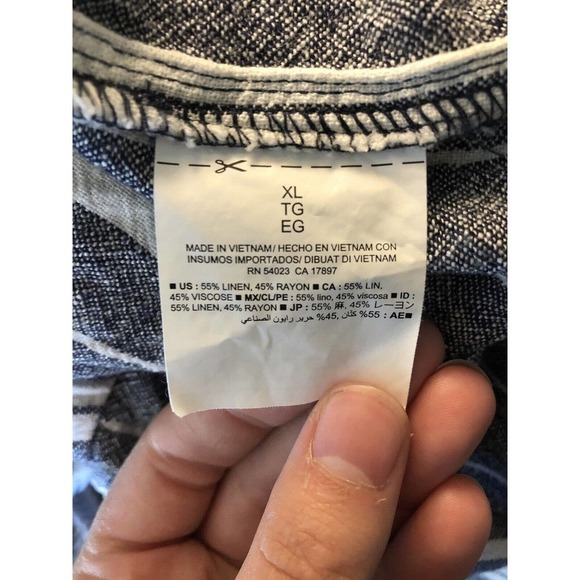 XL
TG
EG
MADE IN VIETNAM/ HECHO EN VIETNAM CON
INSUMOS IMPORTADOS/ DIBUAT DI VIETNAM
RN 54023 CA 17897
■ US : 55% LINEN, 45% RAYON ■ CA : 55% LIN,
45% VISCOSE ■ MX/CL/PE : 55% lino, 45% viscosa ■ ID :
55% LINEN, 45% RAYON ■ JP : 55% 麻, 45% レーヨン
■AE : 55% كتان, 45% حرير رايون الصناعي